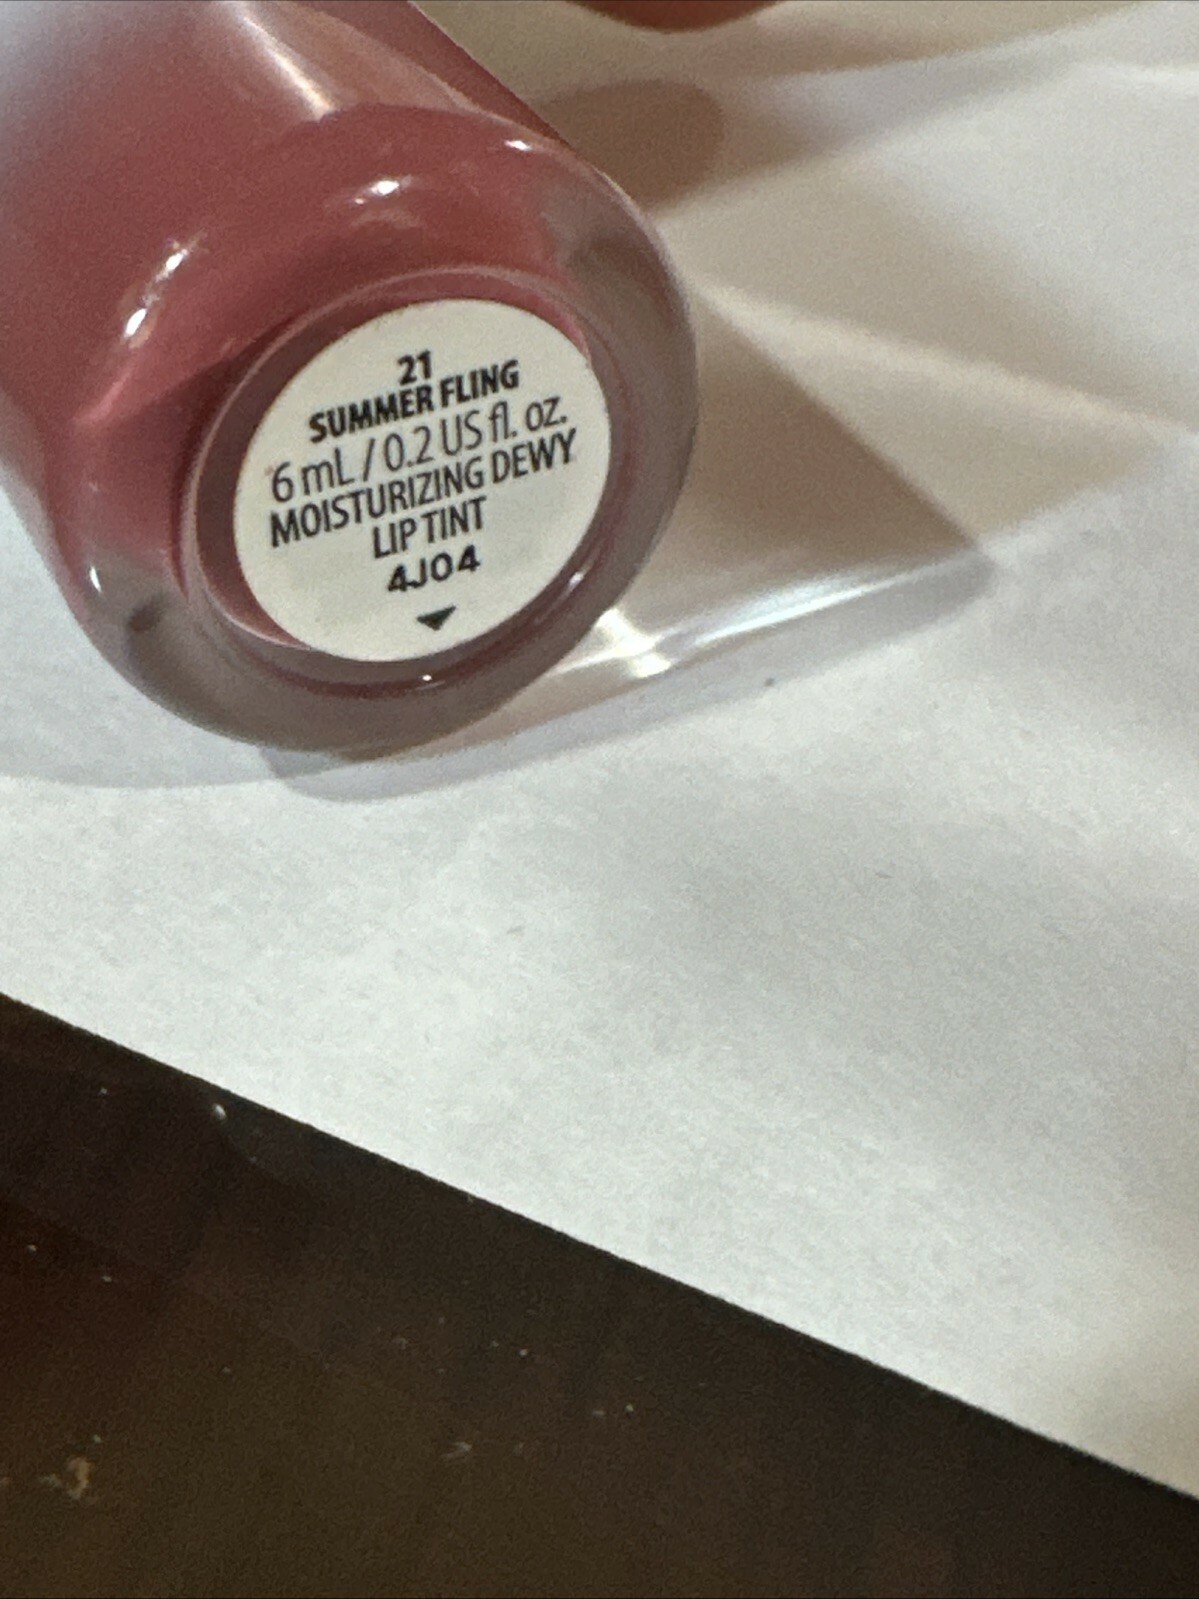 21
SUMMER FLING
6 mL / 0.2 US fl. oz.
MOISTURIZING DEWY
LIP TINT
4J04